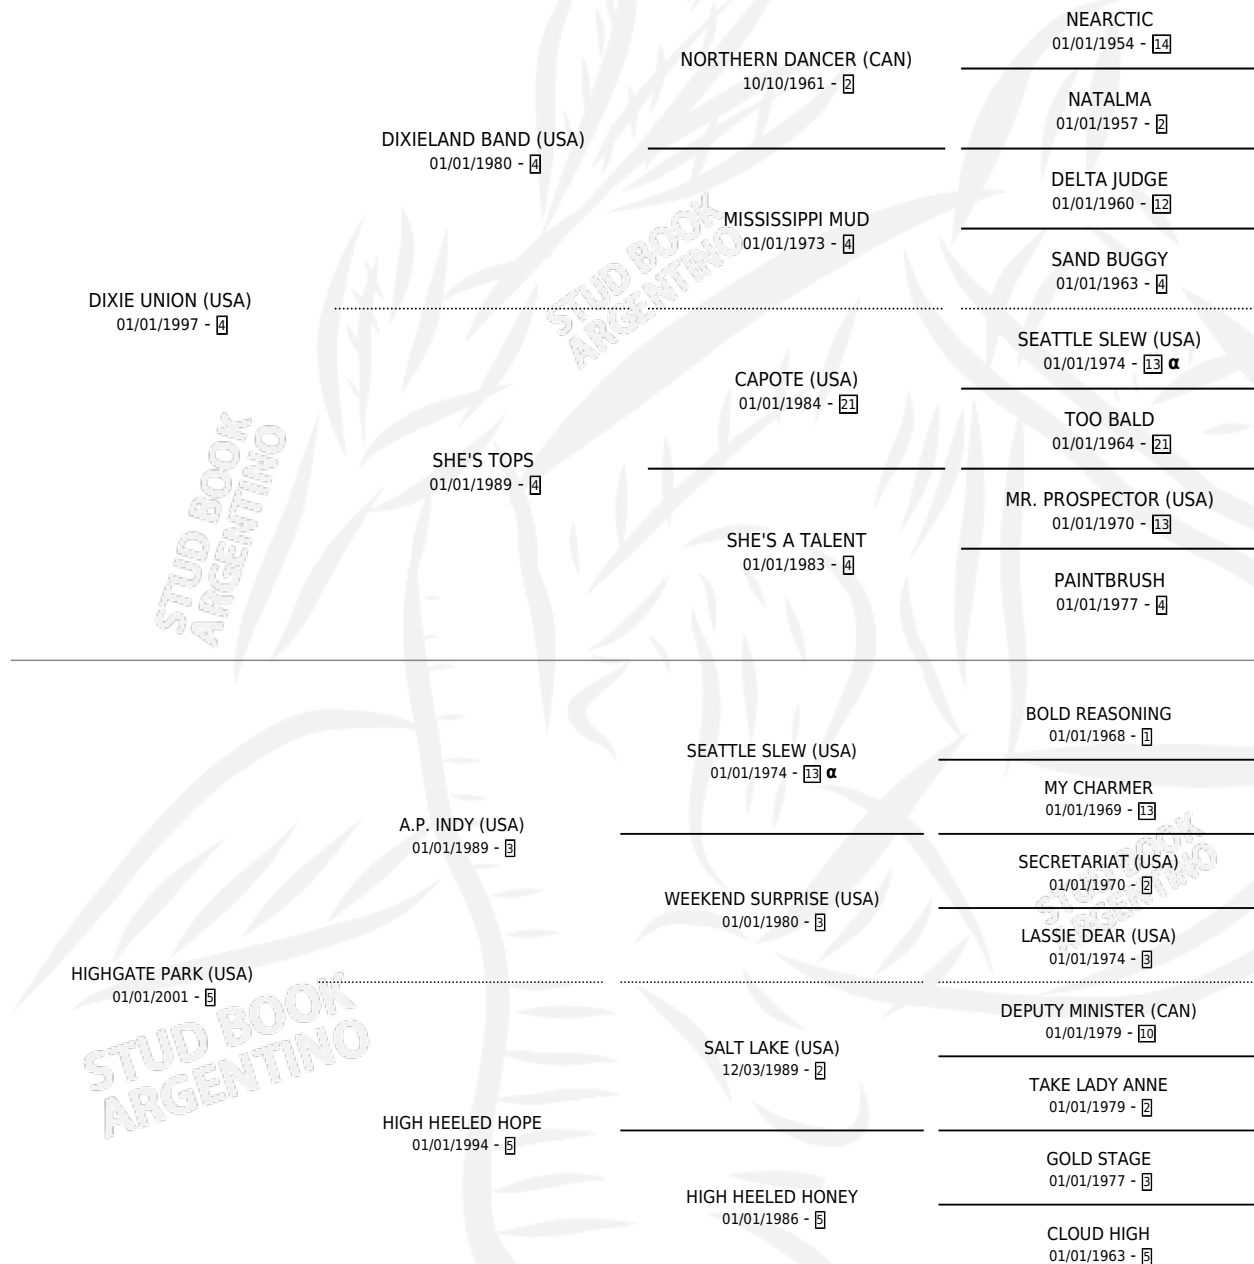 NEARCTIC
01/01/1954 - 14
NORTHERN DANCER (CAN)
10/10/1961 - 2
NATALMA
01/01/1957 - 2
DIXIELAND BAND (USA)
01/01/1980 - 4
DELTA JUDGE
01/01/1960 - 12
MISSISSIPPI MUD
01/01/1973 - 4
SAND BUGGY
01/01/1963 - 4
STUD BOOK
ARGENTINO
DIXIE UNION (USA)
01/01/1997 - 4
SEATTLE SLEW (USA)
01/01/1974 - 13 α
CAPOTE (USA)
01/01/1984 - 21
TOO BALD
01/01/1964 - 21
SHE'S TOPS
01/01/1989 - 4
MR. PROSPECTOR (USA)
01/01/1970 - 13
SHE'S A TALENT
01/01/1983 - 4
PAINTBRUSH
01/01/1977 - 4
STUD BOOK
ARGENTINO
BOLD REASONING
01/01/1968 - 1
SEATTLE SLEW (USA)
01/01/1974 - 13 α
MY CHARMER
01/01/1969 - 13
A.P. INDY (USA)
01/01/1989 - 3
SECRETARIAT (USA)
01/01/1970 - 2
WEEKEND SURPRISE (USA)
01/01/1980 - 3
LASSIE DEAR (USA)
01/01/1974 - 3
STUD BOOK
ARGENTINO
HIGHGATE PARK (USA)
01/01/2001 - 5
DEPUTY MINISTER (CAN)
01/01/1979 - 10
SALT LAKE (USA)
12/03/1989 - 2
TAKE LADY ANNE
01/01/1979 - 2
STUD BOOK
ARGENTINO
HIGH HEELED HOPE
01/01/1994 - 5
GOLD STAGE
01/01/1977 - 3
HIGH HEELED HONEY
01/01/1986 - 5
CLOUD HIGH
01/01/1963 - 5